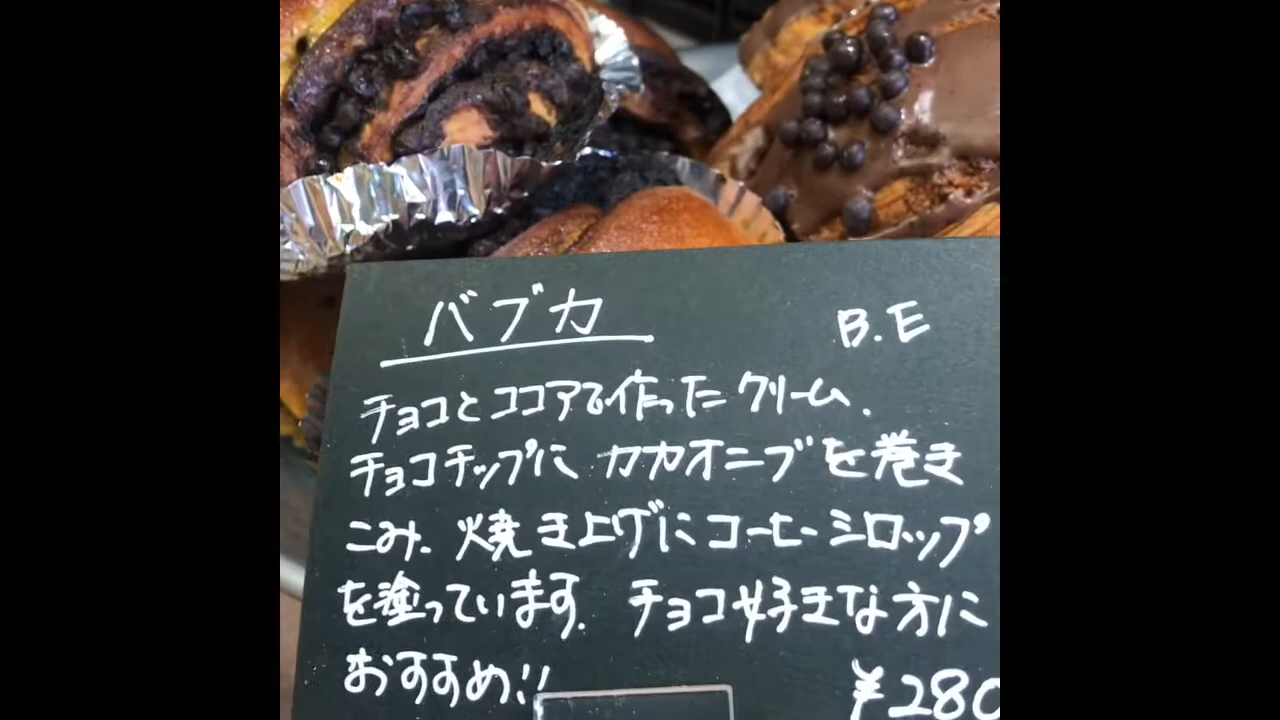 バブカ B.E
チョコとココアで作ったクリーム、
チョコチップにカカオニブを巻き
こみ、焼き上げにコーヒーシロップ
を塗っています。チョコ好きな方に
おすすめ!!
¥280